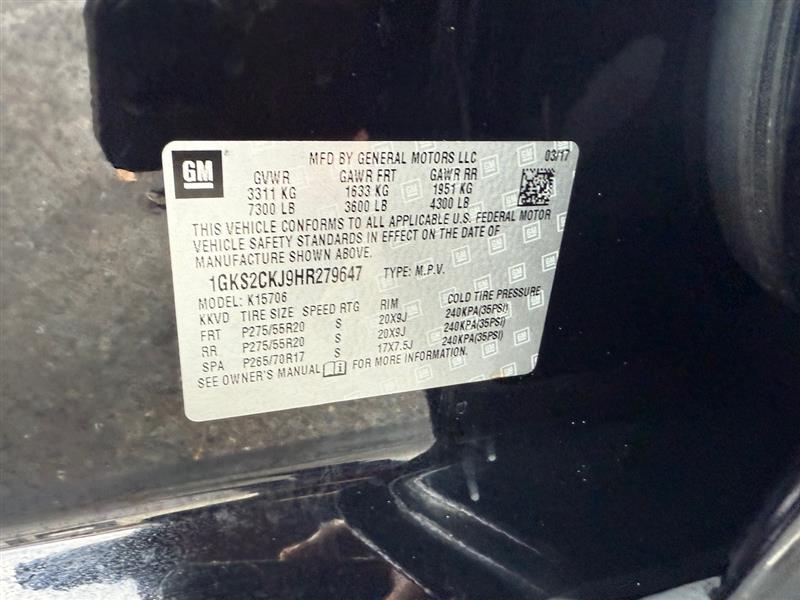 GM
MFD BY GENERAL MOTORS LLC 03/17
GVWR GAWR FRT GAWR RR
3311 KG 1633 KG 1951 KG
7300 LB 3600 LB 4300 LB
THIS VEHICLE CONFORMS TO ALL APPLICABLE U.S. FEDERAL MOTOR
VEHICLE SAFETY STANDARDS IN EFFECT ON THE DATE OF
MANUFACTURE SHOWN ABOVE.
1GKS2CKJ9HR279647 TYPE: M.P.V.
MODEL: K15706
KKVD TIRE SIZE SPEED RTG RIM COLD TIRE PRESSURE
FRT P275/55R20 S 20X9J 240KPA(35PSI)
RR P275/55R20 S 20X9J 240KPA(35PSI)
SPA P265/70R17 S 17X7.5J 240KPA(35PSI)
SEE OWNER'S MANUAL FOR MORE INFORMATION.